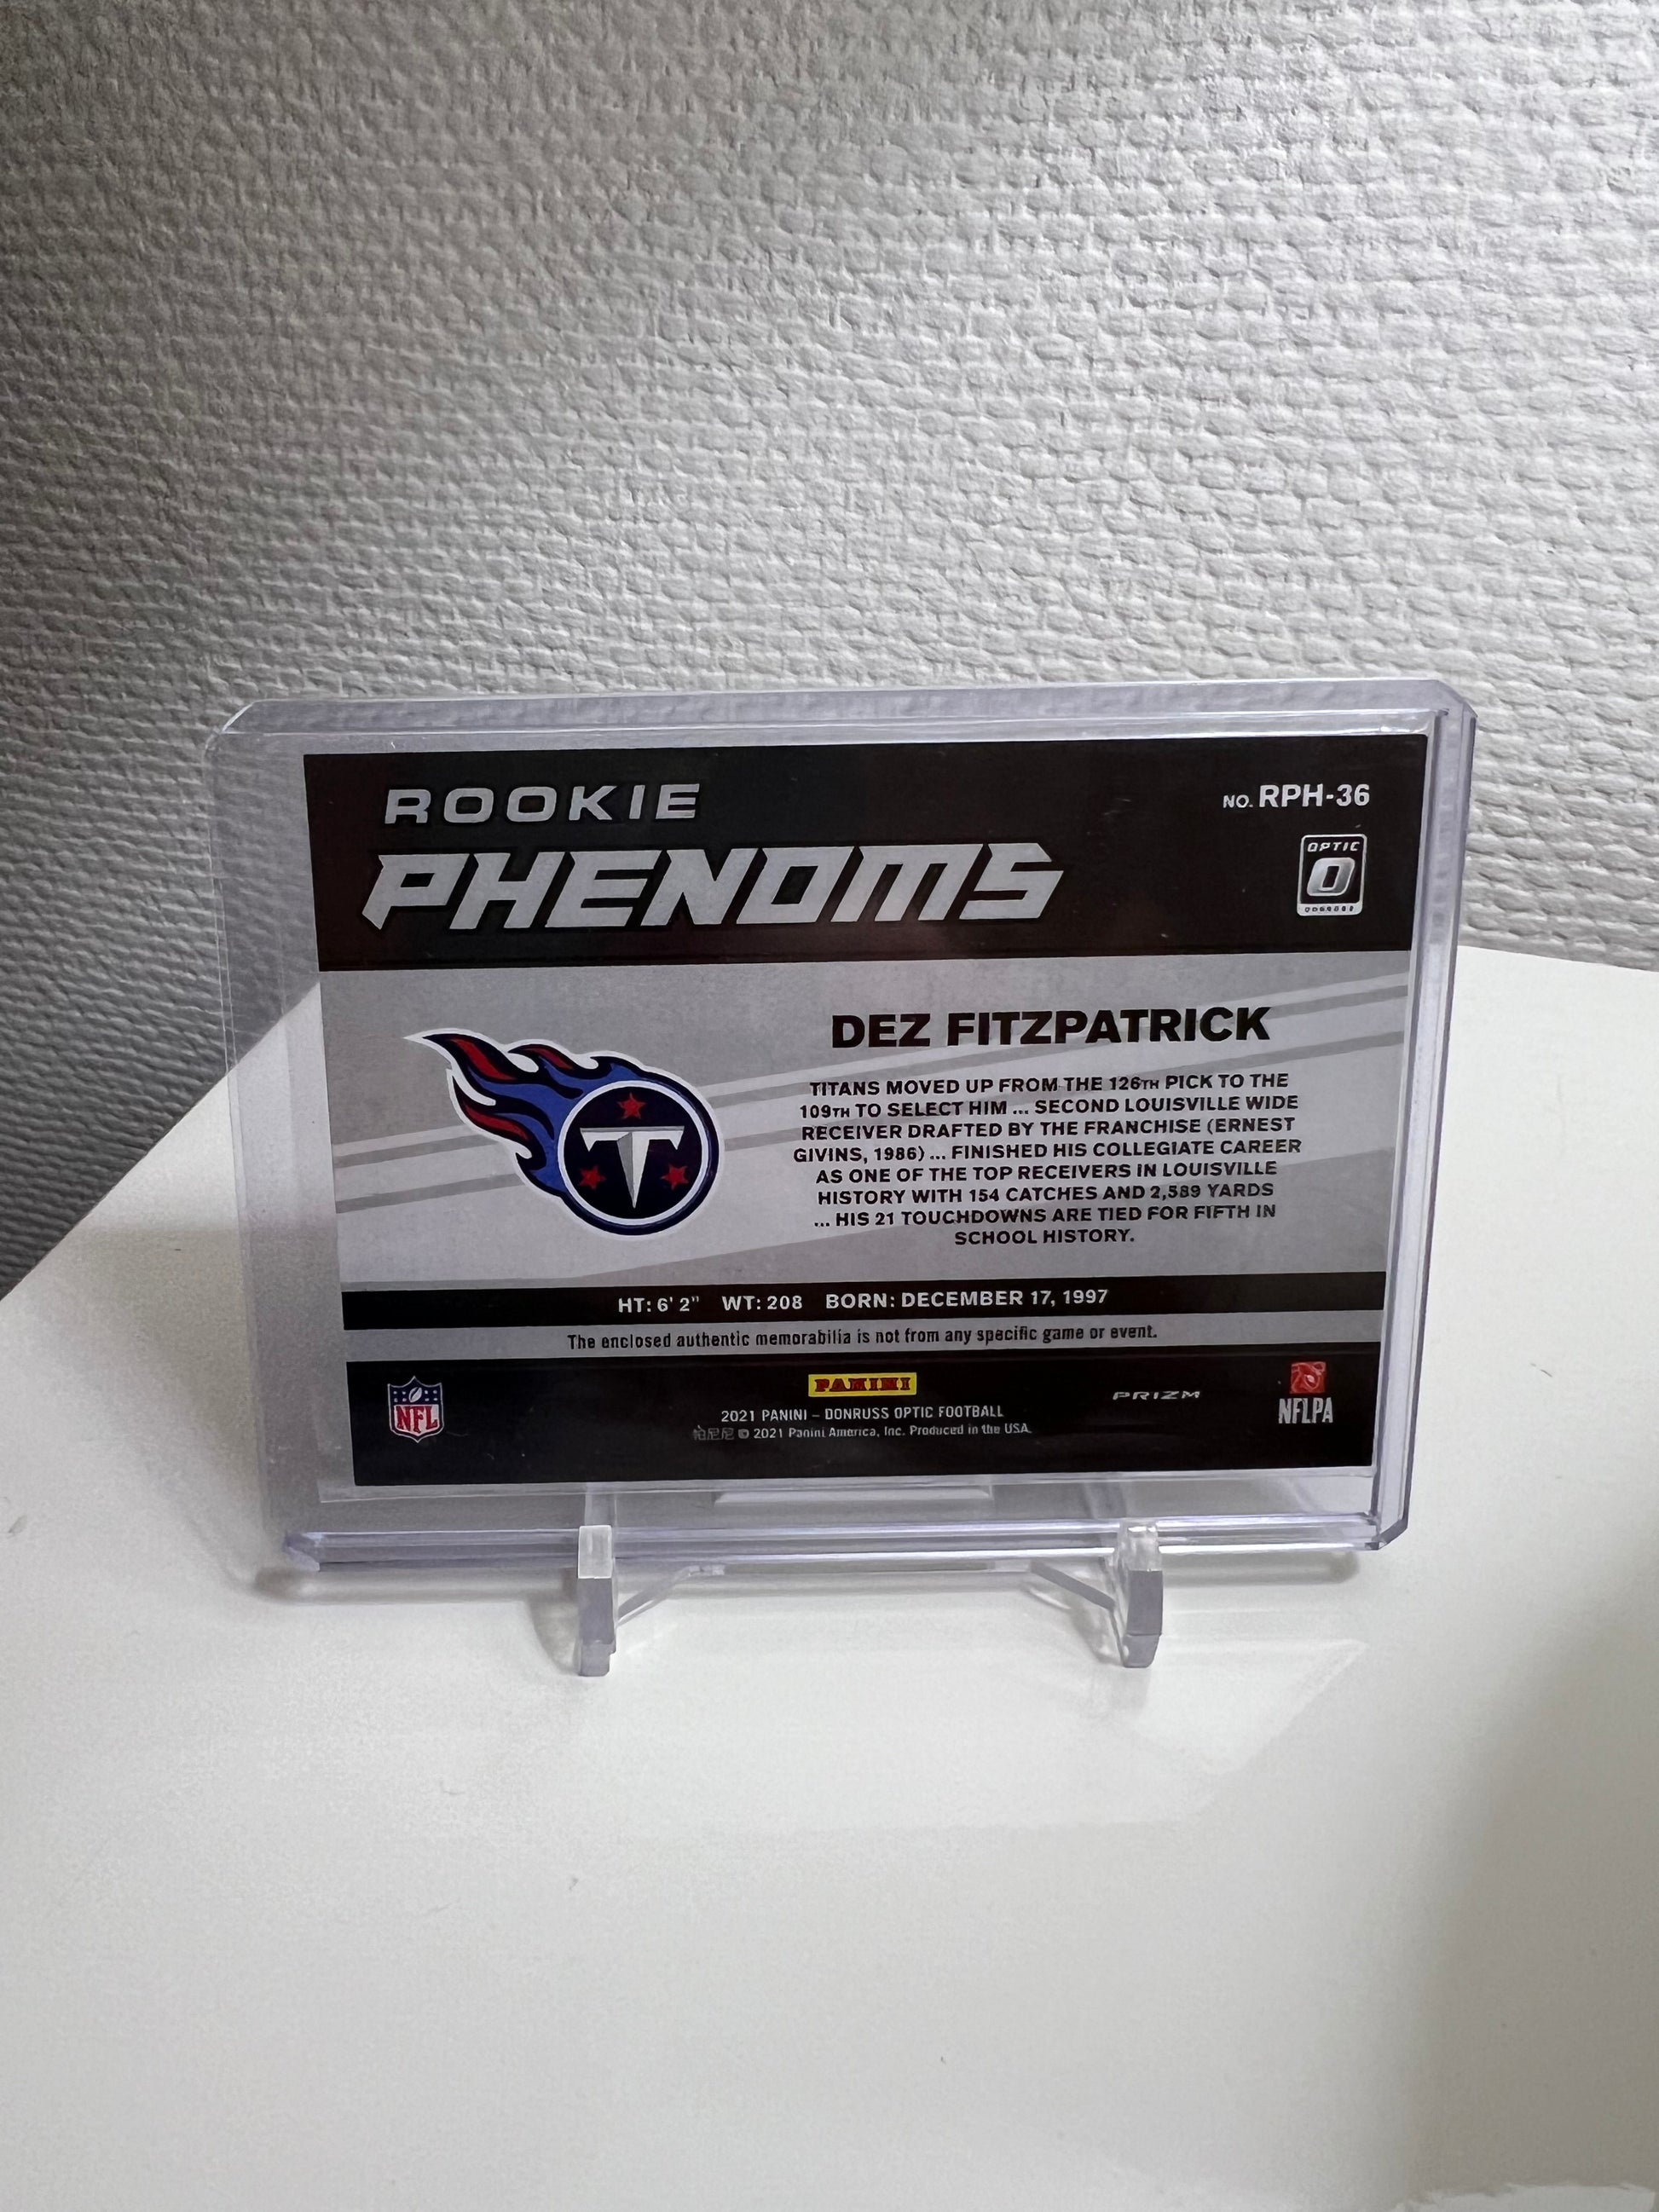 ROOKIE
PHENOMS
NO. RPH-36
OPTIC
O
DONRUSS
DEZ FITZPATRICK
TITANS MOVED UP FROM THE 126TH PICK TO THE
109TH TO SELECT HIM ... SECOND LOUISVILLE WIDE
RECEIVER DRAFTED BY THE FRANCHISE (ERNEST
GIVINS, 1986) ... FINISHED HIS COLLEGIATE CAREER
AS ONE OF THE TOP RECEIVERS IN LOUISVILLE
HISTORY WITH 154 CATCHES AND 2,589 YARDS
... HIS 21 TOUCHDOWNS ARE TIED FOR FIFTH IN
SCHOOL HISTORY.
T
HT: 6' 2" WT: 208 BORN: DECEMBER 17, 1997
The enclosed authentic memorabilia is not from any specific game or event.
NFL
PANINI
2021 PANINI – DONRUSS OPTIC FOOTBALL
帕尼尼 © 2021 Panini America, Inc. Produced in the USA.
PRIZM
NFLPA